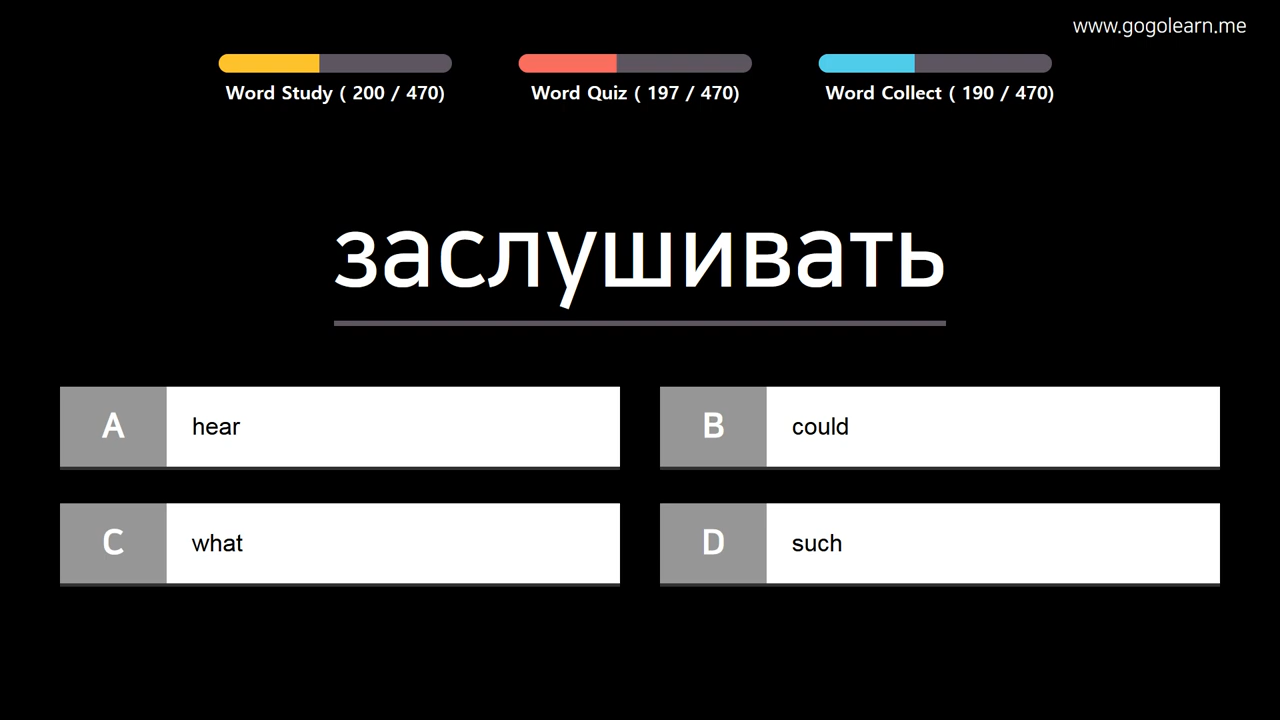 www.gogolearn.me
Word Study ( 200 / 470)
Word Quiz ( 197 / 470)
Word Collect ( 190 / 470)
заслушивать
A hear
B could
C what
D such